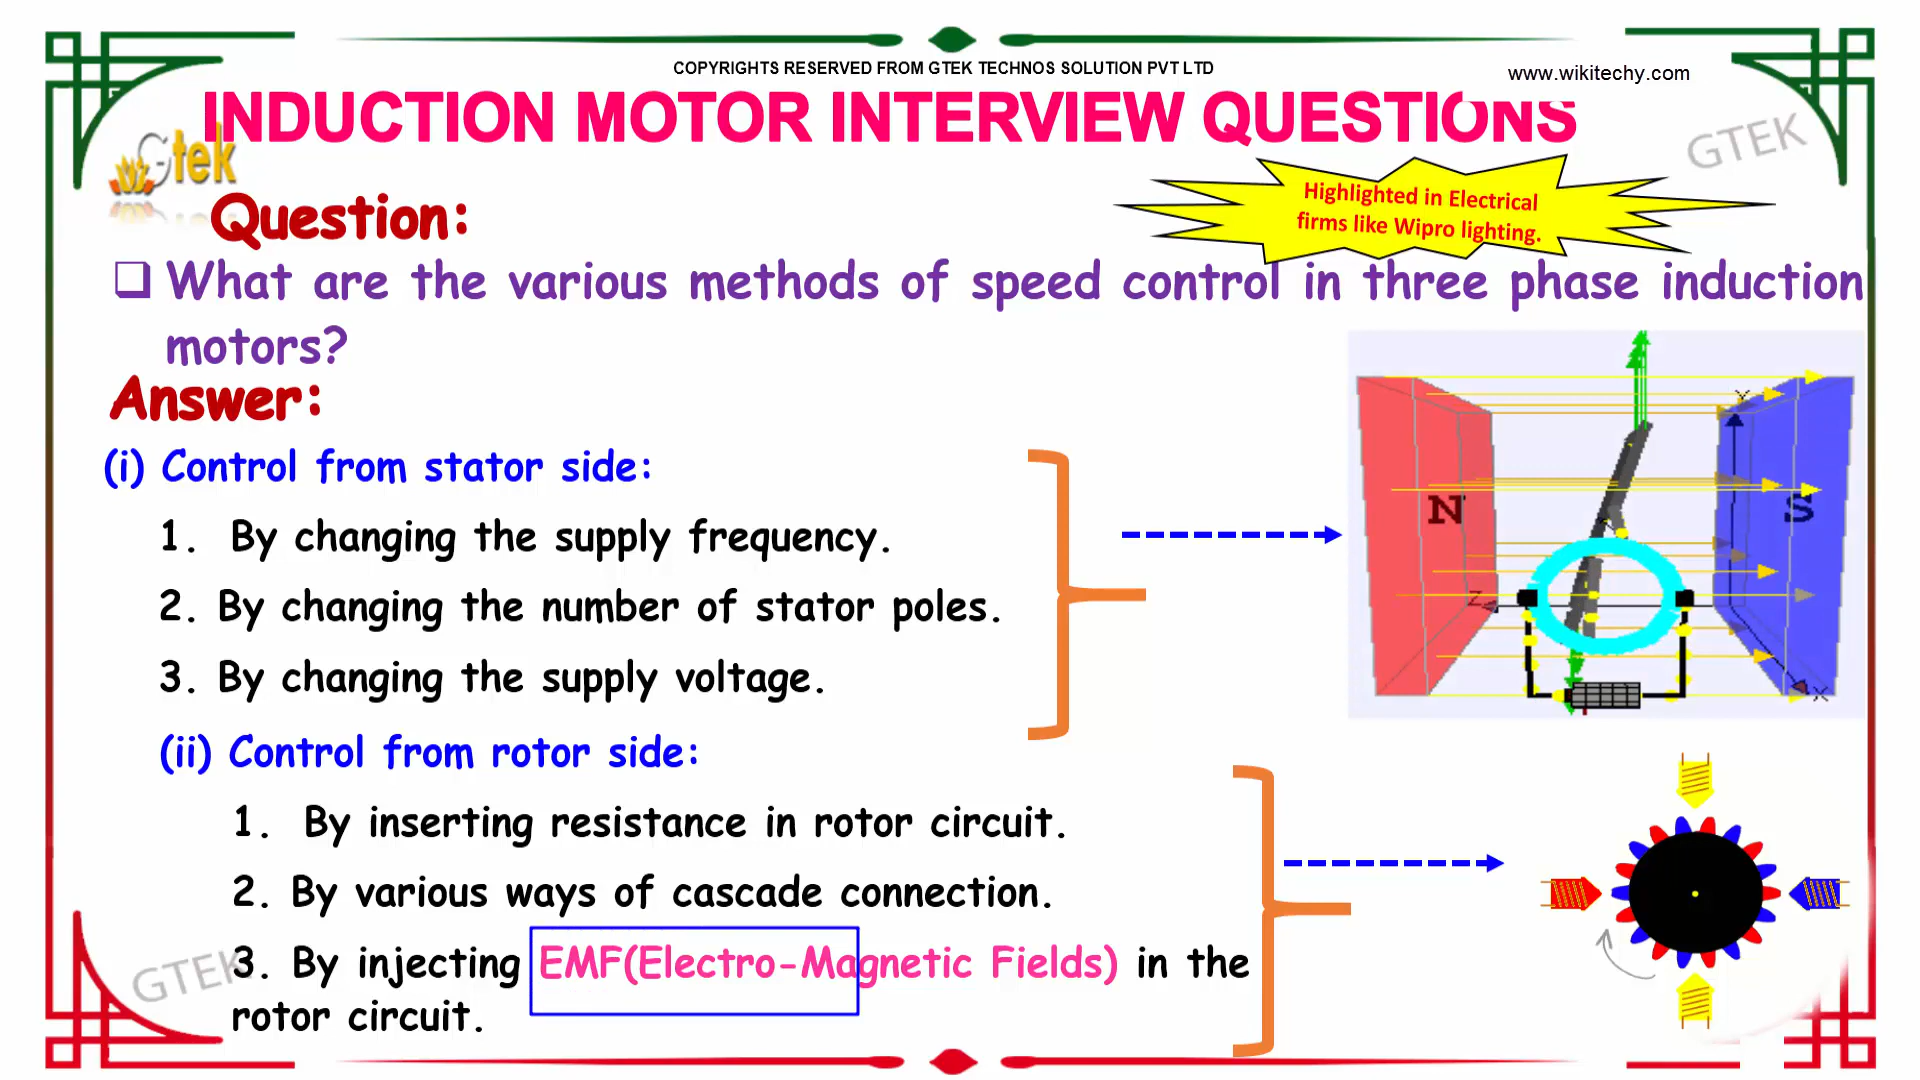 COPYRIGHTS RESERVED FROM GTEK TECHNOS SOLUTION PVT LTD
www.wikitechy.com
INDUCTION MOTOR INTERVIEW QUESTIONS
Gtek
GTEK
Highlighted in Electrical
firms like Wipro lighting.
Question:
What are the various methods of speed control in three phase induction
motors?
Answer:
(i) Control from stator side:
1. By changing the supply frequency.
2. By changing the number of stator poles.
3. By changing the supply voltage.
N
S
Y
Z
X
(ii) Control from rotor side:
1. By inserting resistance in rotor circuit.
2. By various ways of cascade connection.
3. By injecting EMF(Electro-Magnetic Fields) in the
rotor circuit.
GTEK